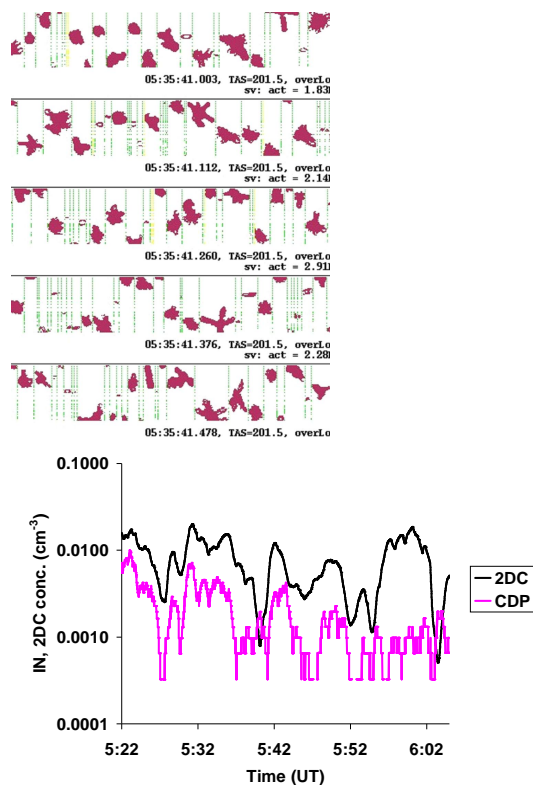 05:35:41.003, TAS=201.5, overLo
sv: act = 1.83
05:35:41.112, TAS=201.5, overLo
sv: act = 2.14
05:35:41.260, TAS=201.5, overLo
sv: act = 2.91
05:35:41.376, TAS=201.5, overLo
sv: act = 2.28
05:35:41.478, TAS=201.5, overLo
0.1000
0.0100
0.0010
0.0001
IN, 2DC conc. (cm-3)
2DC
CDP
5:22 5:32 5:42 5:52 6:02
Time (UT)